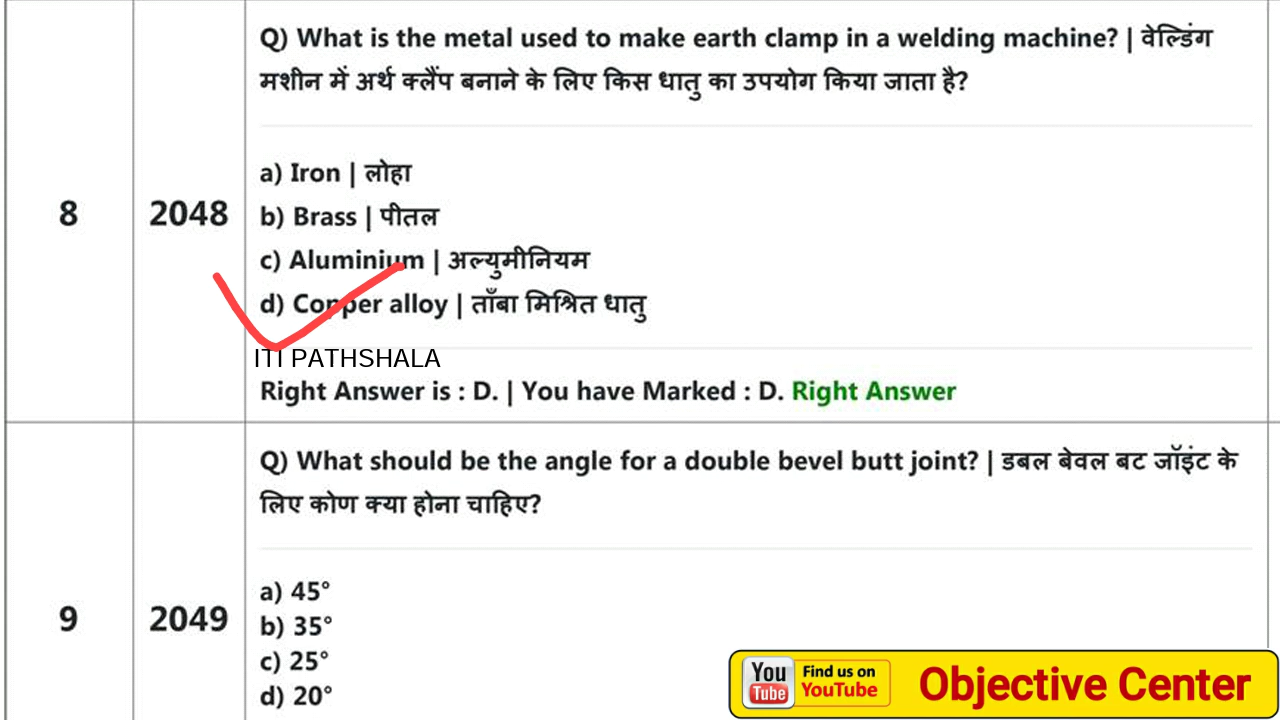 Q) What is the metal used to make earth clamp in a welding machine? | वेल्डिंग
मशीन में अर्थ क्लैंप बनाने के लिए किस धातु का उपयोग किया जाता है?
a) Iron | लोहा
8 2048 b) Brass | पीतल
c) Aluminium | अल्युमीनियम
d) Copper alloy | ताँबा मिश्रित धातु
ITI PATHSHALA
Right Answer is : D. | You have Marked : D. Right Answer
Q) What should be the angle for a double bevel butt joint? | डबल बेवल बट जॉइंट के
लिए कोण क्या होना चाहिए?
a) 45°
9 2049 b) 35°
c) 25°
d) 20°
You Tube Find us on YouTube Objective Center